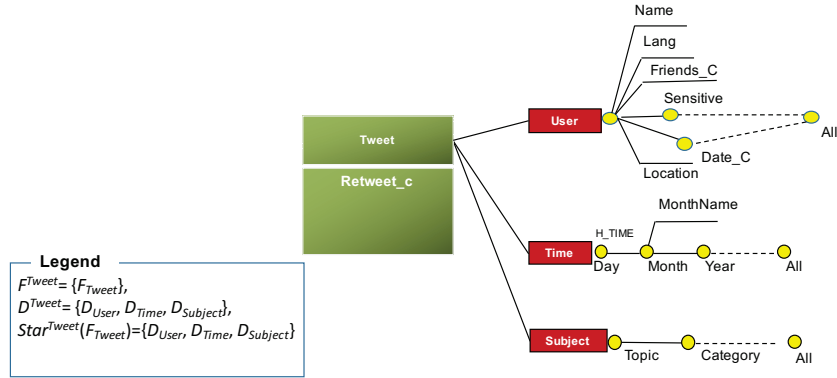 Name
Lang
Friends_C
Sensitive
User
All
Date_C
Location
Tweet
Retweet_c
MonthName
H_TIME
Time
Day
Month
Year
All
Subject
Topic
Category
All
Legend
F^Tweet= {F_Tweet},
D^Tweet= {D_User, D_Time, D_Subject},
Star^Tweet(F_Tweet)={D_User, D_Time, D_Subject}